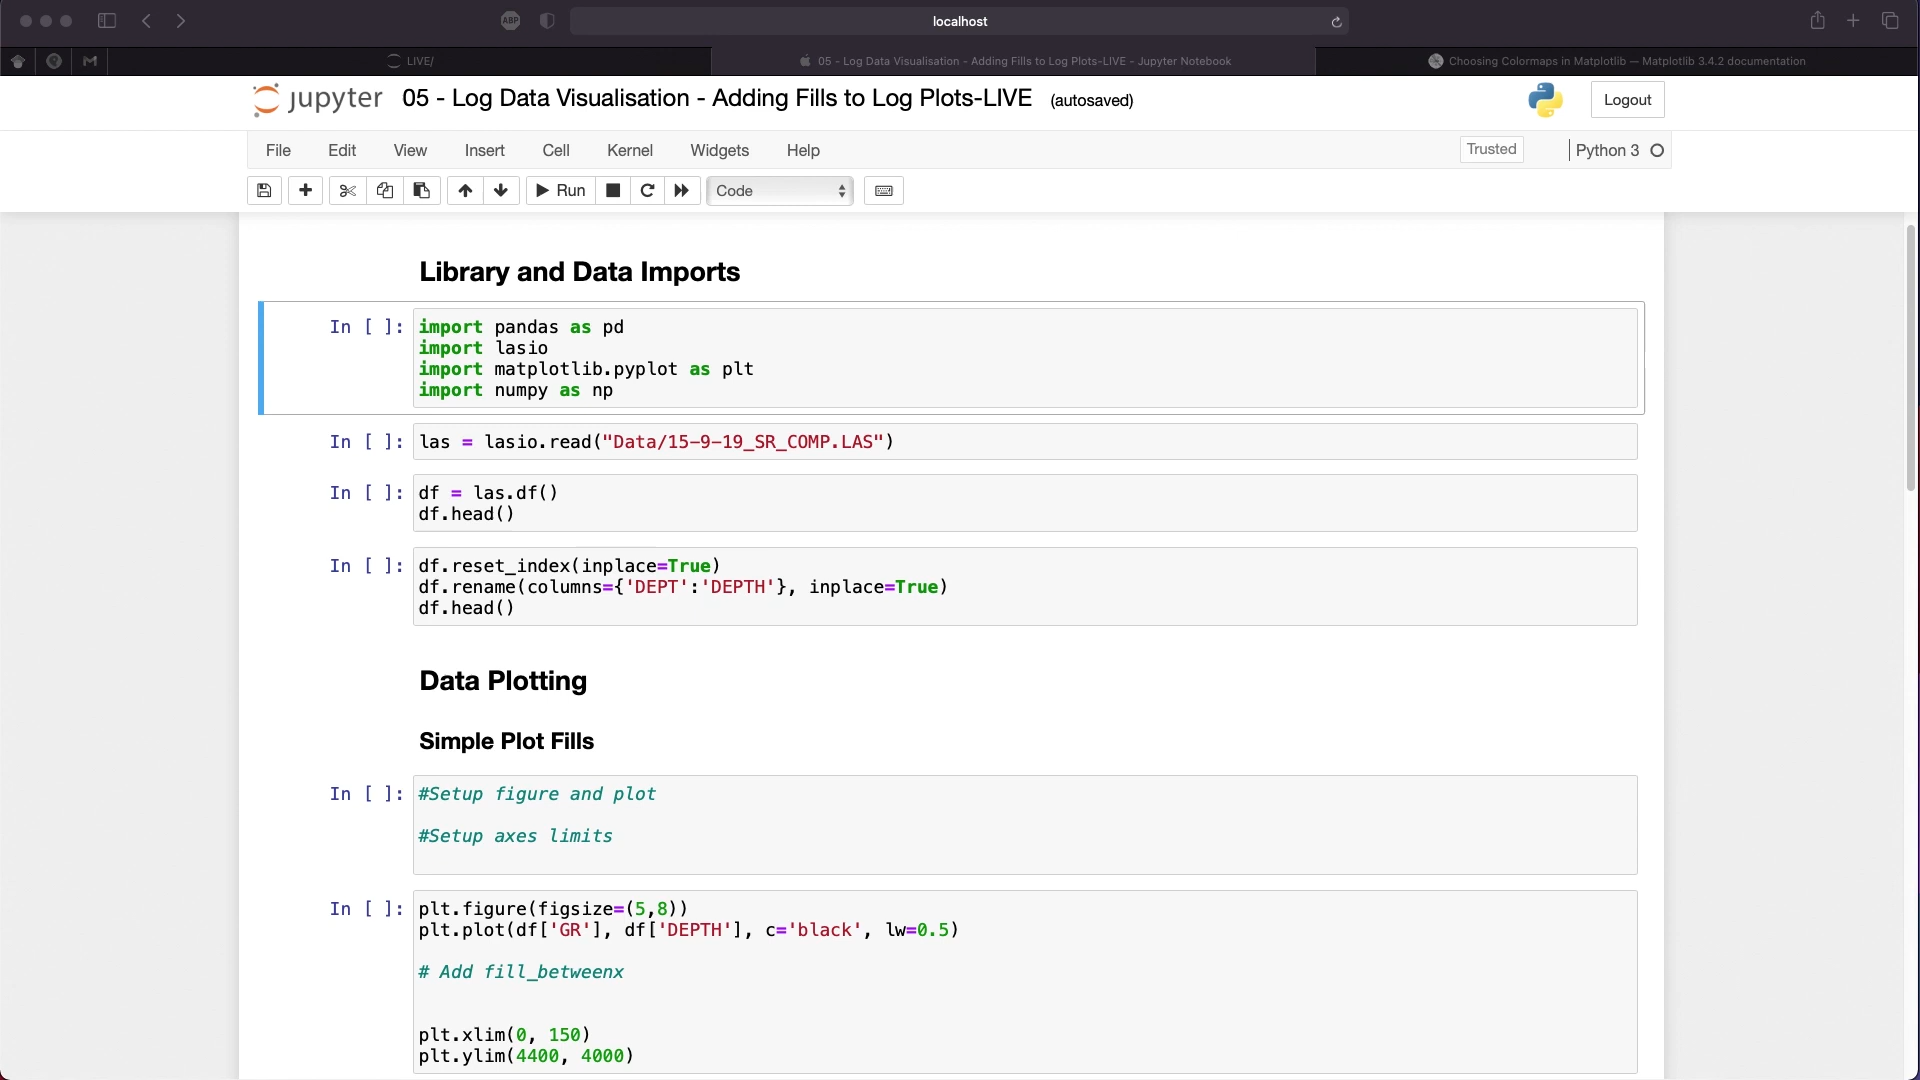 ABP
localhost
LIVE/
05 - Log Data Visualisation - Adding Fills to Log Plots-LIVE - Jupyter Notebook
Choosing Colormaps in Matplotlib — Matplotlib 3.4.2 documentation
jupyter 05 - Log Data Visualisation - Adding Fills to Log Plots-LIVE (autosaved)
Logout
File Edit View Insert Cell Kernel Widgets Help
Trusted
Python 3
Run
Code
Library and Data Imports
In [ ]: import pandas as pd
import lasio
import matplotlib.pyplot as plt
import numpy as np
In [ ]: las = lasio.read("Data/15-9-19_SR_COMP.LAS")
In [ ]: df = las.df()
df.head()
In [ ]: df.reset_index(inplace=True)
df.rename(columns={'DEPT':'DEPTH'}, inplace=True)
df.head()
Data Plotting
Simple Plot Fills
In [ ]: #Setup figure and plot
#Setup axes limits
In [ ]: plt.figure(figsize=(5,8))
plt.plot(df['GR'], df['DEPTH'], c='black', lw=0.5)
# Add fill_betweenx
plt.xlim(0, 150)
plt.ylim(4400, 4000)